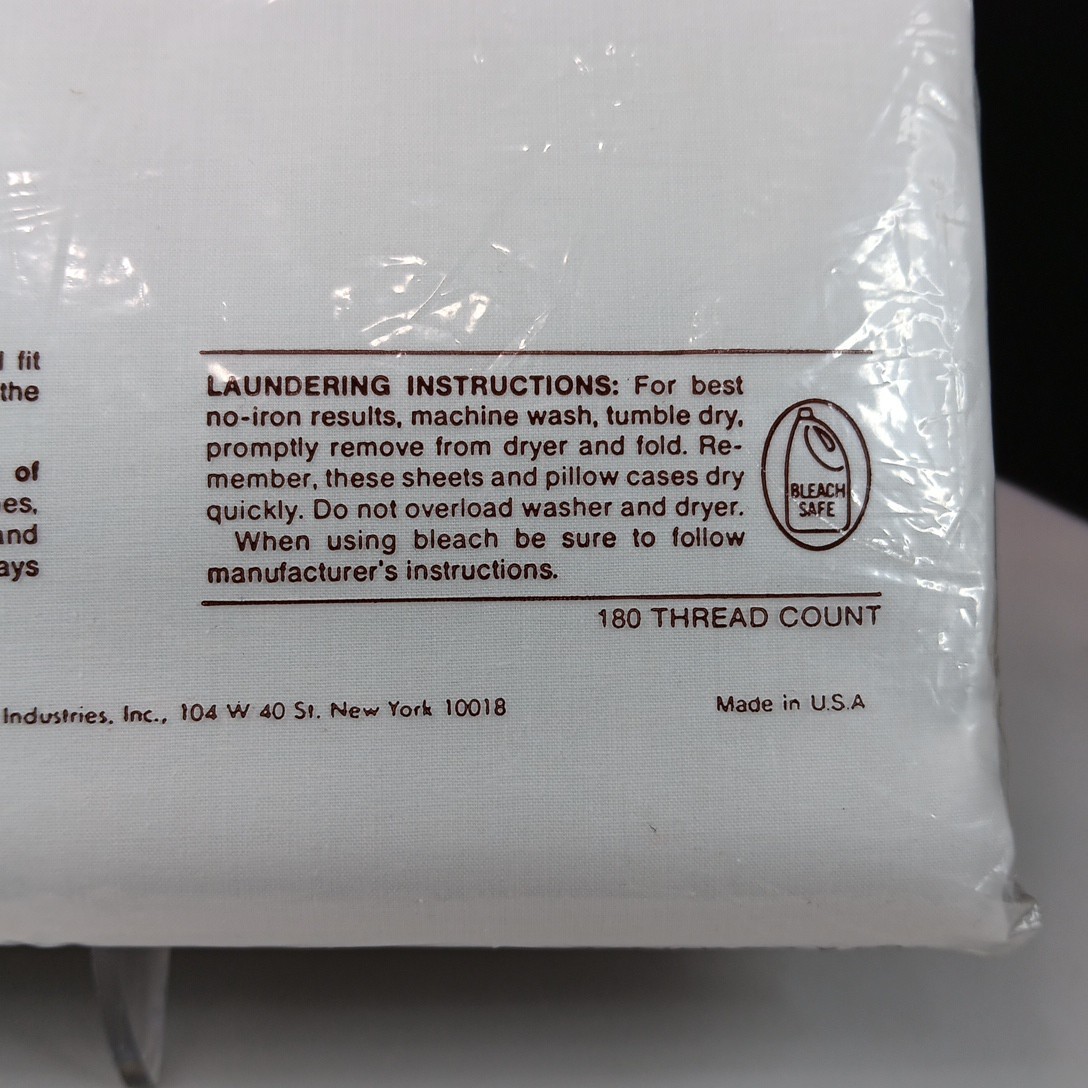 fit
the
of
es,
and
ays
LAUNDERING INSTRUCTIONS: For best
no-iron results, machine wash, tumble dry,
promptly remove from dryer and fold. Re-
member, these sheets and pillow cases dry
quickly. Do not overload washer and dryer.
When using bleach be sure to follow
manufacturer's instructions.
BLEACH
SAFE
180 THREAD COUNT
Industries, Inc., 104 W 40 St. New York 10018
Made in U.S.A